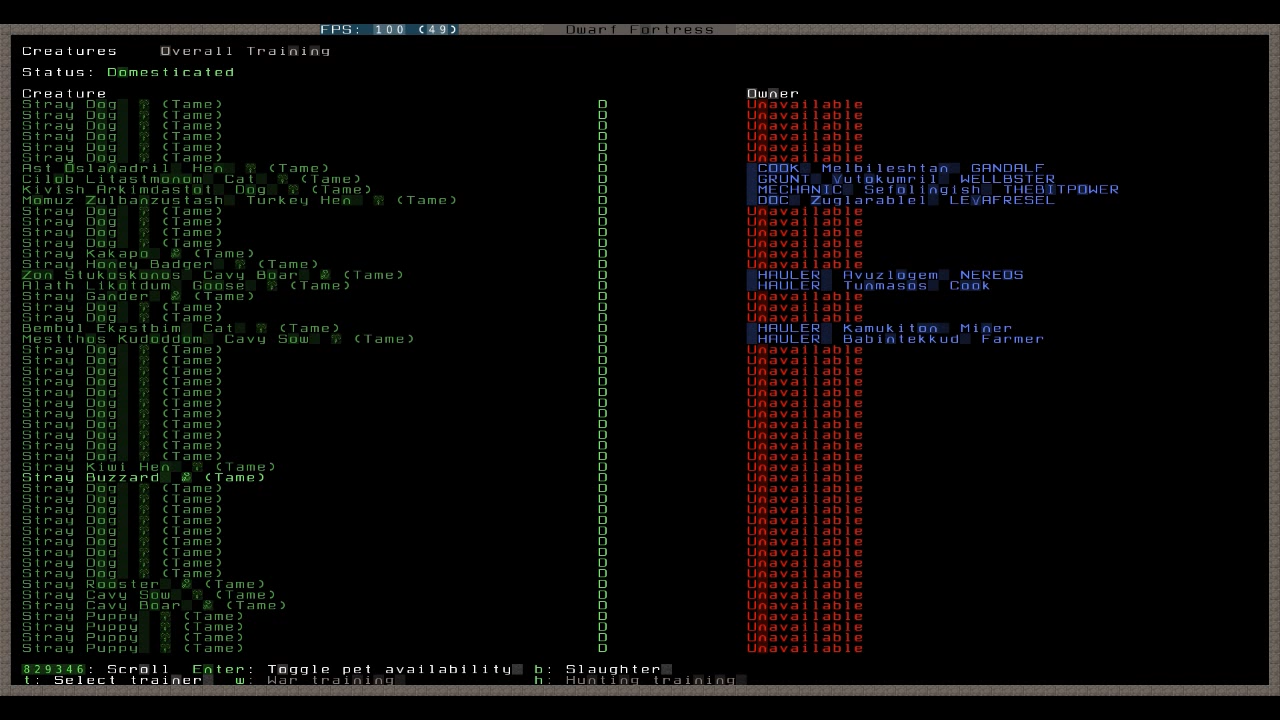 FPS: 100 (49) Dwarf Fortress
Creatures Overall Training
Status: Domesticated
Creature Owner
Stray Dog ♀ (Tame) D Unavailable
Stray Dog ♀ (Tame) D Unavailable
Stray Dog ♀ (Tame) D Unavailable
Stray Dog ♀ (Tame) D Unavailable
Stray Dog ♀ (Tame) D Unavailable
Stray Dog ♀ (Tame) D Unavailable
Ast Oslanadril Hen ♀ (Tame) D COOK Melbileshtan GANDALF
Cilob Litastmonom Cat ♀ (Tame) D GRUNT Vutokumril WELLBSTER
Kivish Arkimdastot Dog ♀ (Tame) D MECHANIC Sefolingish THEBITPOWER
Momuz Zulbanzustash Turkey Hen ♀ (Tame) D DOC Zuglarablel LEVAFRESEL
Stray Dog ♀ (Tame) D Unavailable
Stray Dog ♀ (Tame) D Unavailable
Stray Dog ♀ (Tame) D Unavailable
Stray Dog ♀ (Tame) D Unavailable
Stray Kakapo ♂ (Tame) D Unavailable
Stray Honey Badger ♀ (Tame) D Unavailable
Zon Stukoskonos Cavy Boar ♂ (Tame) D HAULER Avuzlogem NEREOS
Alath Likotdum Goose ♀ (Tame) D HAULER Tunmasos Cook
Stray Gander ♂ (Tame) D Unavailable
Stray Dog ♀ (Tame) D Unavailable
Stray Dog ♀ (Tame) D Unavailable
Bembul Ekastbim Cat ♀ (Tame) D HAULER Kamukiton Miner
Mestthos Kudoddom Cavy Sow ♀ (Tame) D HAULER Babintekkud Farmer
Stray Dog ♀ (Tame) D Unavailable
Stray Dog ♀ (Tame) D Unavailable
Stray Dog ♀ (Tame) D Unavailable
Stray Dog ♀ (Tame) D Unavailable
Stray Dog ♀ (Tame) D Unavailable
Stray Dog ♀ (Tame) D Unavailable
Stray Dog ♀ (Tame) D Unavailable
Stray Dog ♀ (Tame) D Unavailable
Stray Dog ♀ (Tame) D Unavailable
Stray Dog ♀ (Tame) D Unavailable
Stray Dog ♀ (Tame) D Unavailable
Stray Kiwi Hen ♀ (Tame) D Unavailable
Stray Buzzard ♂ (Tame) D Unavailable
Stray Dog ♀ (Tame) D Unavailable
Stray Dog ♀ (Tame) D Unavailable
Stray Dog ♀ (Tame) D Unavailable
Stray Dog ♀ (Tame) D Unavailable
Stray Dog ♀ (Tame) D Unavailable
Stray Dog ♀ (Tame) D Unavailable
Stray Dog ♀ (Tame) D Unavailable
Stray Dog ♀ (Tame) D Unavailable
Stray Dog ♀ (Tame) D Unavailable
Stray Rooster ♂ (Tame) D Unavailable
Stray Cavy Sow ♀ (Tame) D Unavailable
Stray Cavy Boar ♂ (Tame) D Unavailable
Stray Puppy ♀ (Tame) D Unavailable
Stray Puppy ♀ (Tame) D Unavailable
Stray Puppy ♀ (Tame) D Unavailable
Stray Puppy ♀ (Tame) D Unavailable
829346: Scroll Enter: Toggle pet availability b: Slaughter
t: Select trainer w: War training h: Hunting training